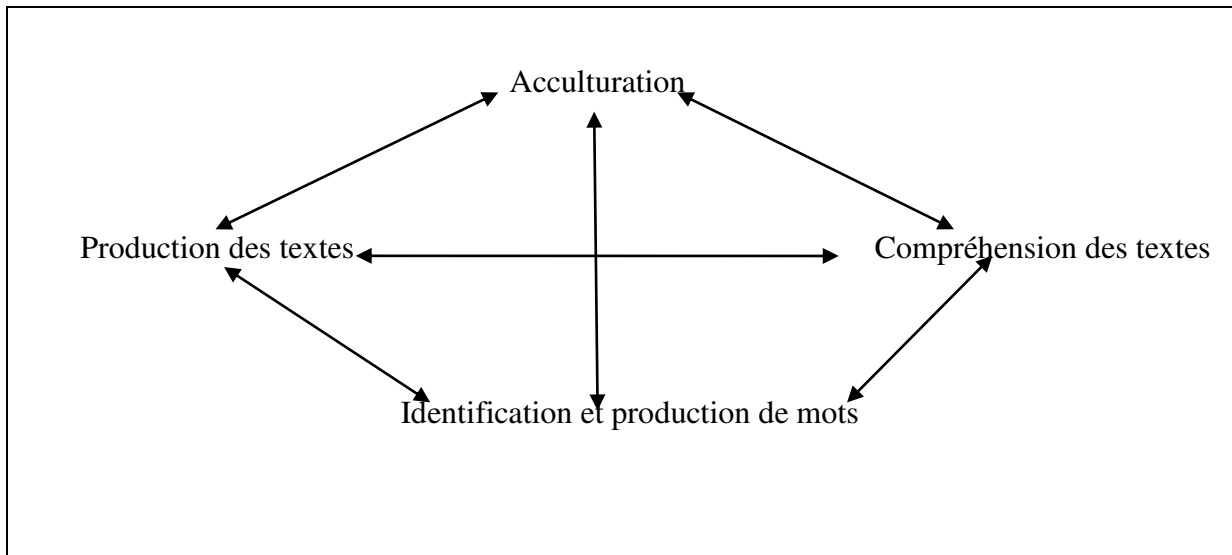 Acculturation
Production des textes
Compréhension des textes
Identification et production de mots